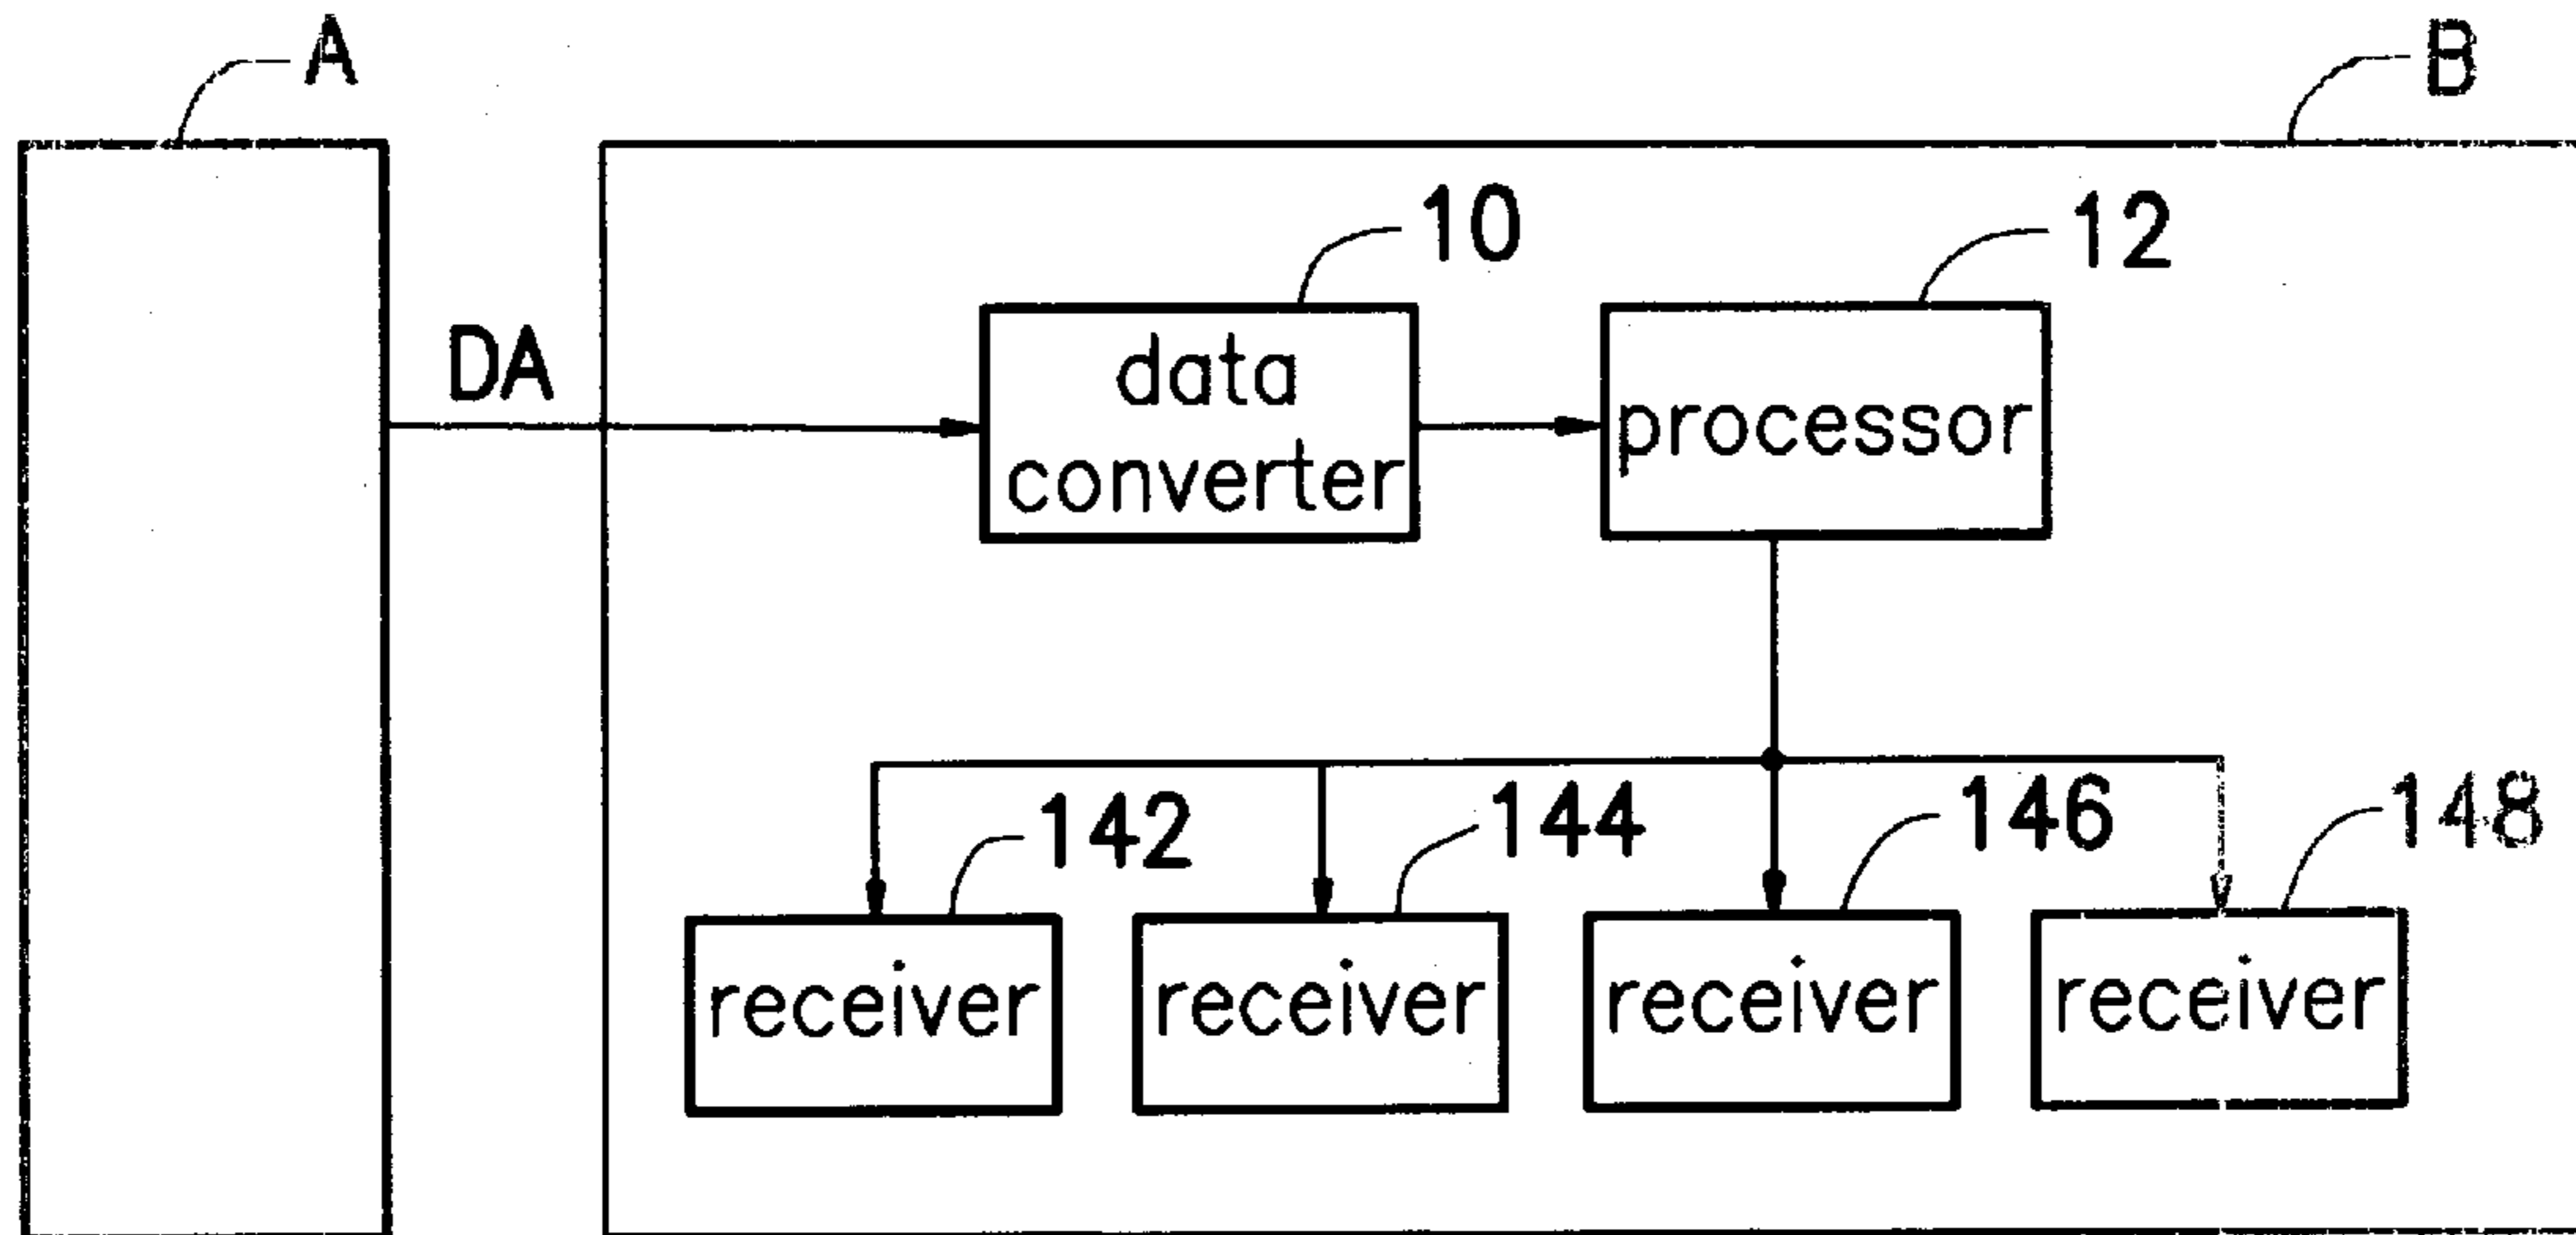 A
B
10
12
DA
data
converter
processor
142
144
146
148
receiver
receiver
receiver
receiver